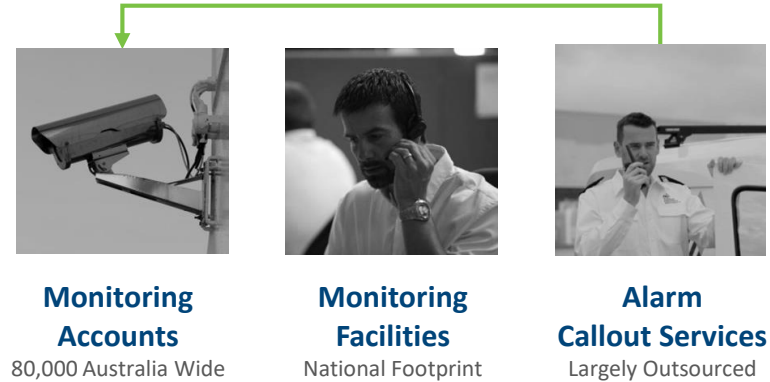 Monitoring
Accounts
80,000 Australia Wide
Monitoring
Facilities
National Footprint
Alarm
Callout Services
Largely Outsourced